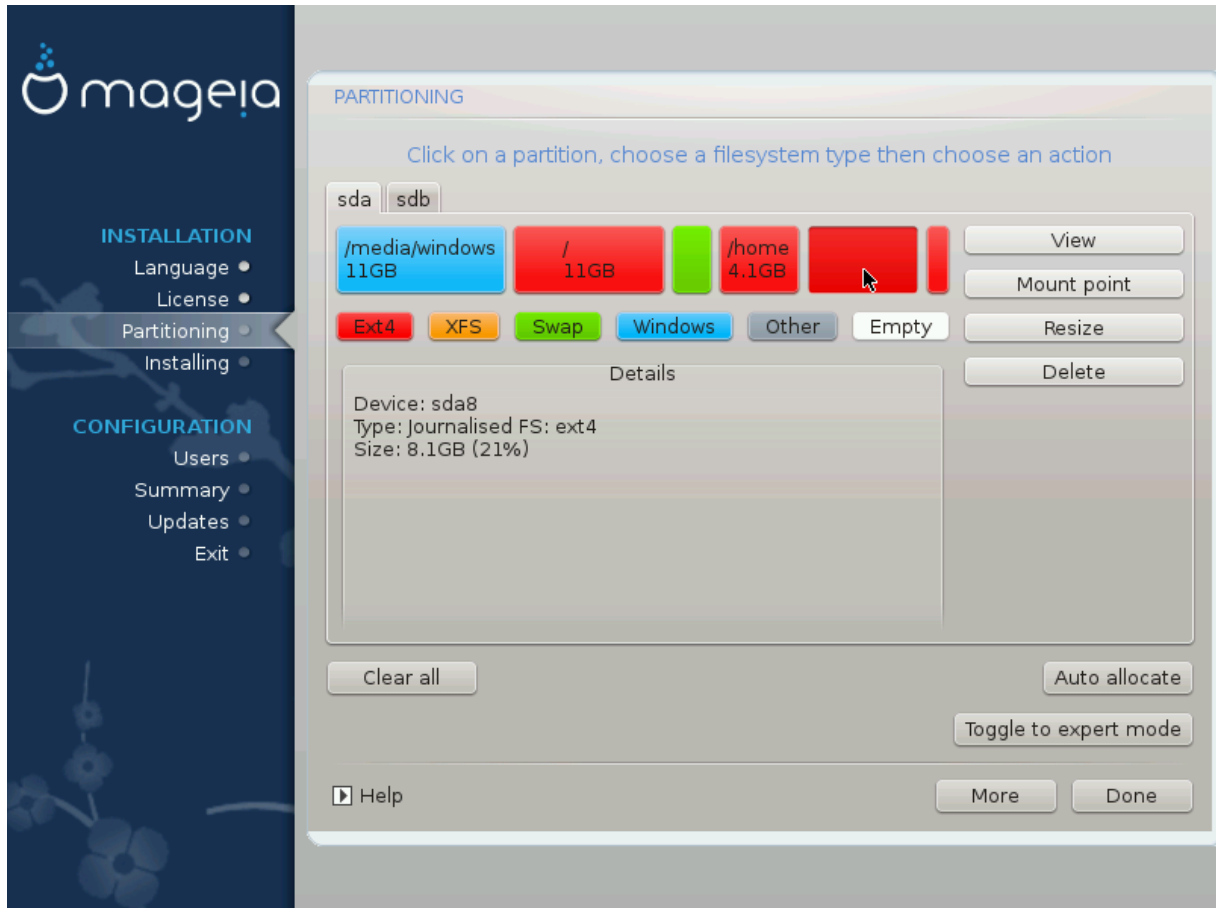 mageia
INSTALLATION
Language
License
Partitioning
Installing
CONFIGURATION
Users
Summary
Updates
Exit
PARTITIONING
Click on a partition, choose a filesystem type then choose an action
sda sdb
/media/windows
11GB
/
11GB
/home
4.1GB
Ext4 XFS Swap Windows Other Empty
Details
Device: sda8
Type: Journalised FS: ext4
Size: 8.1GB (21%)
View
Mount point
Resize
Delete
Clear all
Auto allocate
Toggle to expert mode
Help
More
Done